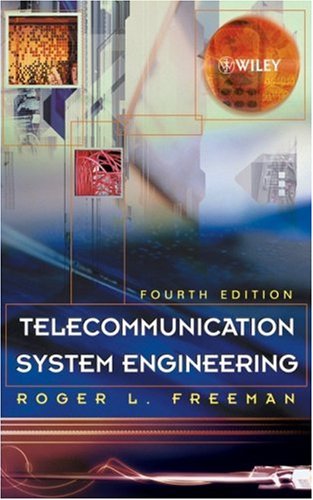 WILEY
FOURTH EDITION
TELECOMMUNICATION
SYSTEM ENGINEERING
ROGER L. FREEMAN